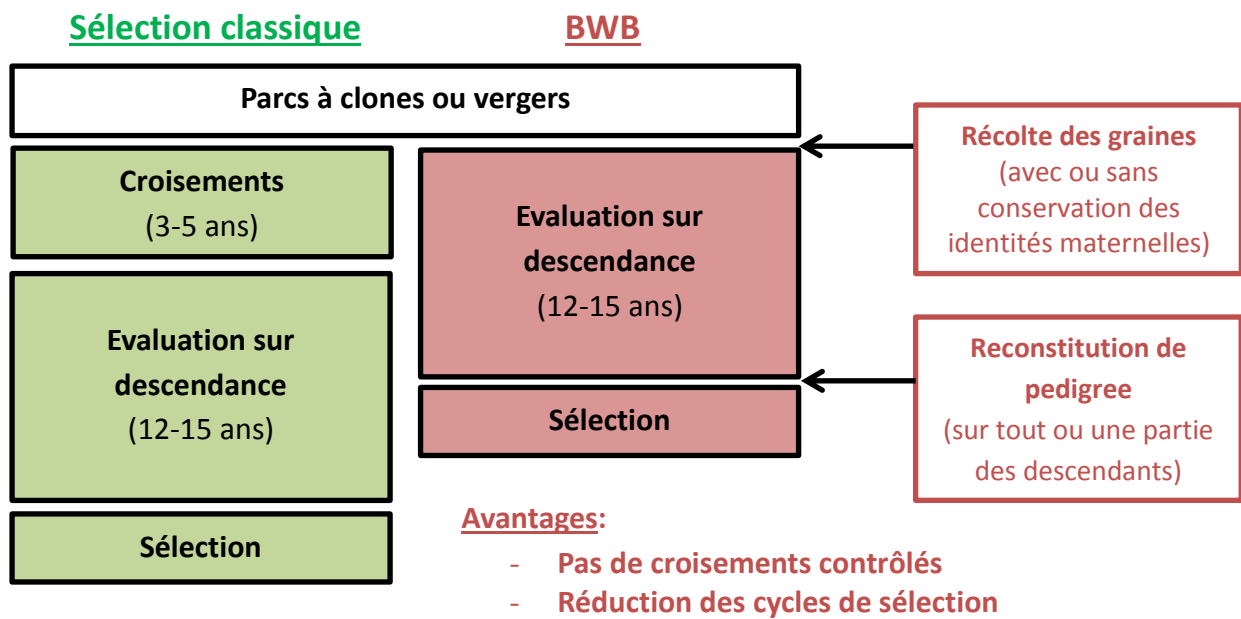 Sélection classique
BWB
Parcs à clones ou vergers
Croisements
(3-5 ans)
Evaluation sur
descendance
(12-15 ans)
Sélection
Evaluation sur
descendance
(12-15 ans)
Sélection
Récolte des graines
(avec ou sans
conservation des
identités maternelles)
Reconstitution de
pedigree
(sur tout ou une partie
des descendants)
Avantages:
- Pas de croisements contrôlés
- Réduction des cycles de sélection